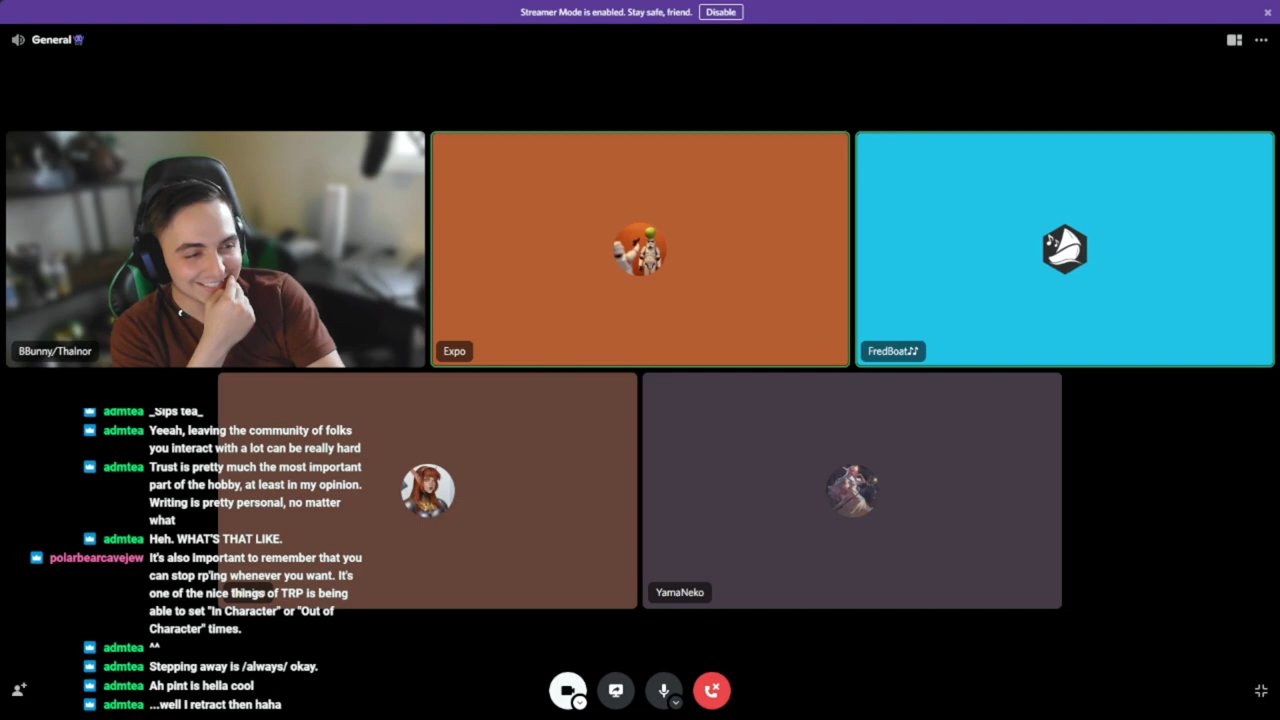 Streamer Mode is enabled. Stay safe, friend. Disable
General
BBunny/Thalnor
Expo
FredBoat♪♪
admtea _Sips tea_
admtea Yeeah, leaving the community of folks
you interact with a lot can be really hard
admtea Trust is pretty much the most important
part of the hobby, at least in my opinion.
Writing is pretty personal, no matter
what
admtea Heh. WHAT'S THAT LIKE.
polarbearcavejew It's also important to remember that you
can stop rp'ing whenever you want. It's
one of the nice things of TRP is being
able to set "In Character" or "Out of
Character" times.
admtea ^^
admtea Stepping away is /always/ okay.
admtea Ah pint is hella cool
admtea ...well I retract then haha
YamaNeko